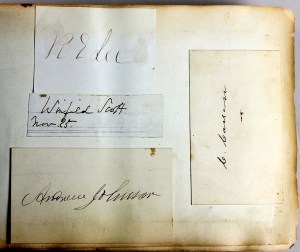 R E Lee
Winfield Scott
Nov. 25.
Andrew Johnson